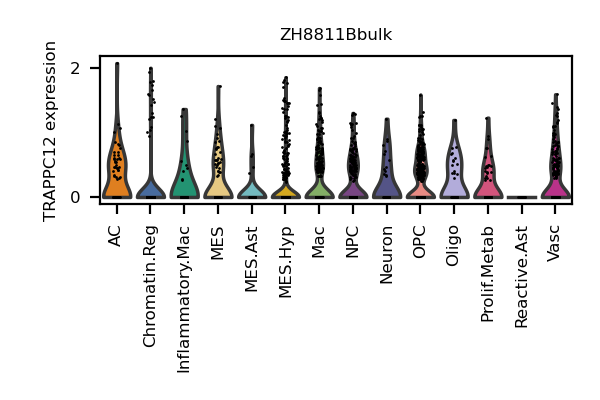 ZH8811Bbulk
TRAPPC12 expression
2
0
AC
Chromatin.Reg
Inflammatory.Mac
MES
MES.Ast
MES.Hyp
Mac
NPC
Neuron
OPC
Oligo
Prolif.Metab
Reactive.Ast
Vasc